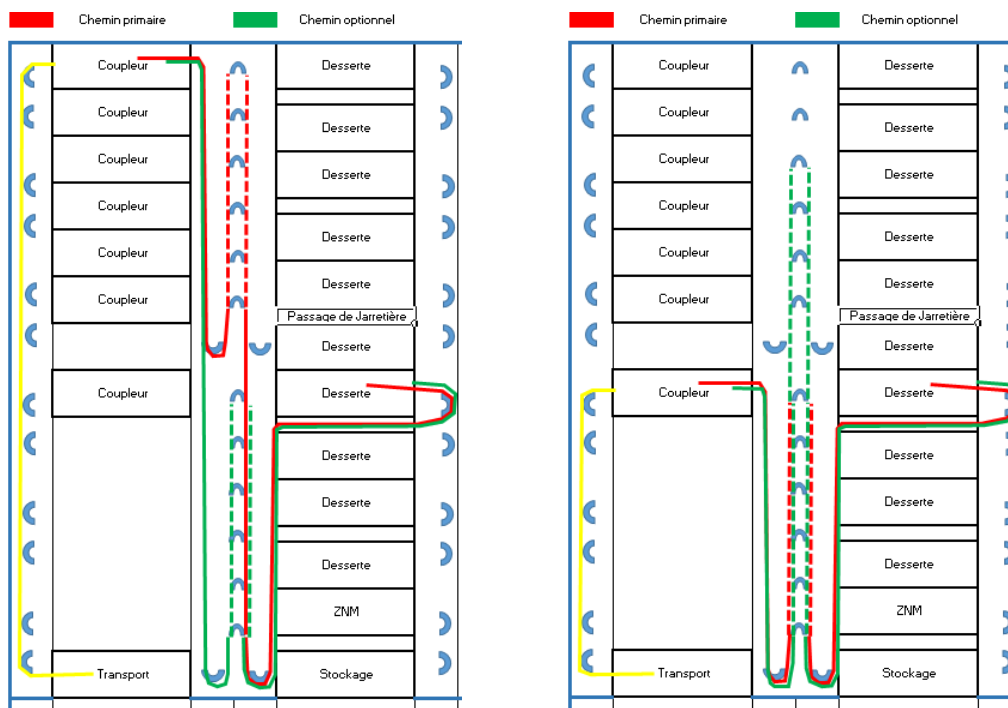 Chemin primaire Chemin optionnel
Coupleur Desserte
Coupleur Desserte
Coupleur Desserte
Coupleur Desserte
Coupleur Desserte
Coupleur
Passage de Jarretière
Desserte
Coupleur Desserte
Desserte
Desserte
Desserte
ZNM
Transport Stockage
Chemin primaire Chemin optionnel
Coupleur Desserte
Coupleur Desserte
Coupleur Desserte
Coupleur Desserte
Coupleur Desserte
Coupleur
Passage de Jarretière
Desserte
Coupleur Desserte
Desserte
Desserte
Desserte
ZNM
Transport Stockage